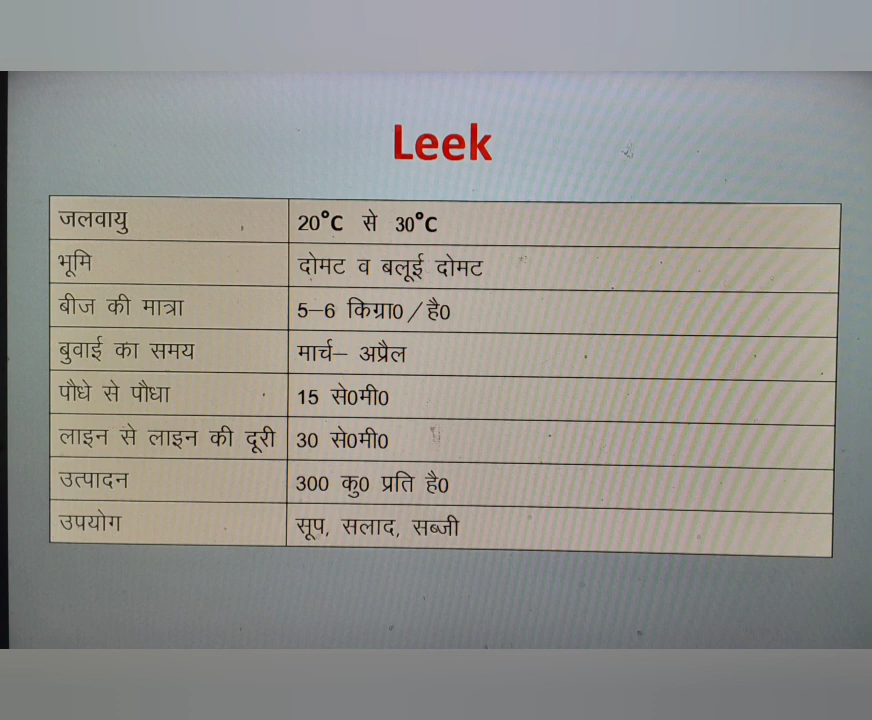 Leek
जलवायु 20°C से 30°C
भूमि दोमट व बलूई दोमट
बीज की मात्रा 5–6 किग्रा0/है0
बुवाई का समय मार्च– अप्रैल
पौधे से पौधा 15 से0मी0
लाइन से लाइन की दूरी 30 से0मी0
उत्पादन 300 कु0 प्रति है0
उपयोग सूप, सलाद, सब्जी